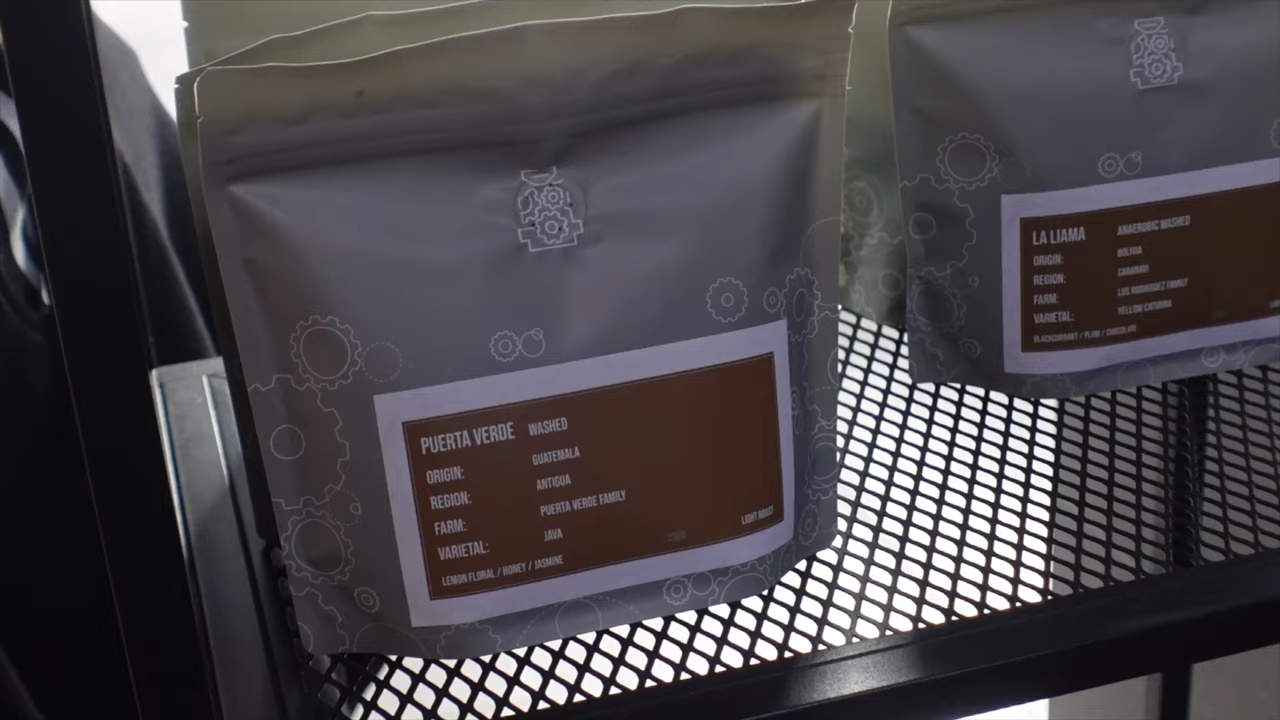 PUERTA VERDE WASHED
ORIGIN: GUATEMALA
REGION: ANTIGUA
FARM: PUERTA VERDE FAMILY
VARIETAL: JAVA
LEMON FLORAL / HONEY / JASMINE
LIGHT ROAST
LA LIAMA ANAEROBIC WASHED
ORIGIN: BOLIVIA
REGION: CARANAVI
FARM: LOS RODRIGUEZ FAMILY
VARIETAL: YELLOW CATURRA
BLACKCURRANT / PLUM / CHOCOLATE